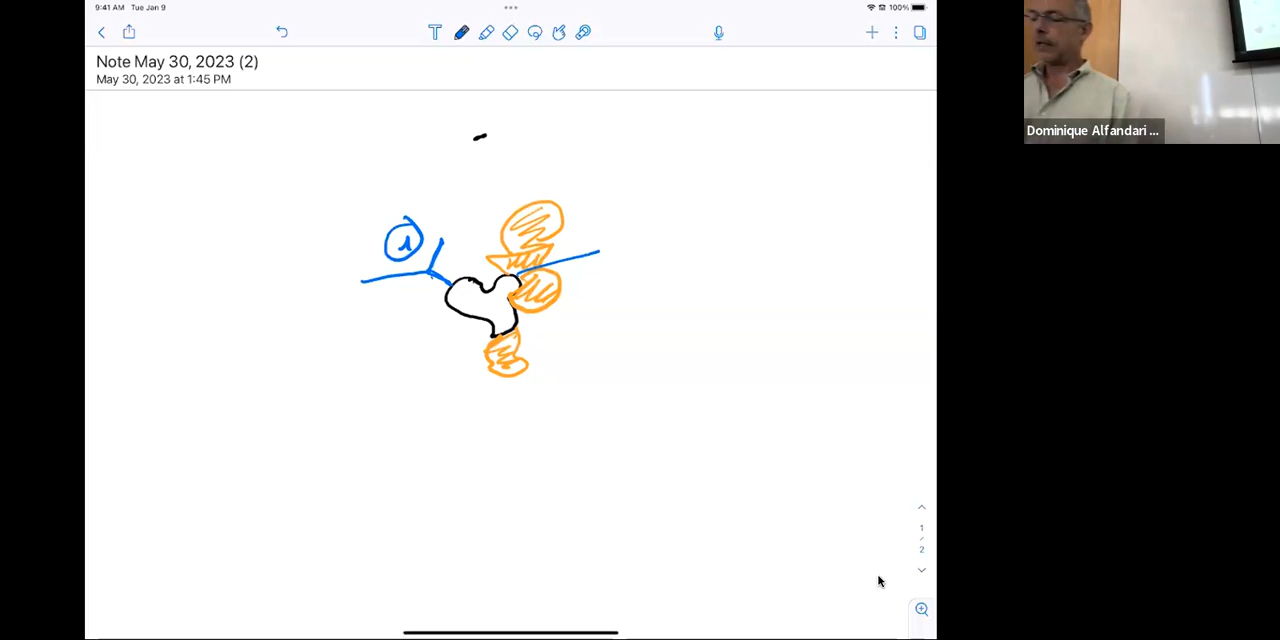 9:41 AM Tue Jan 9
100%
T
Note May 30, 2023 (2)
May 30, 2023 at 1:45 PM
1
Dominique Alfandari ...
1
/
2